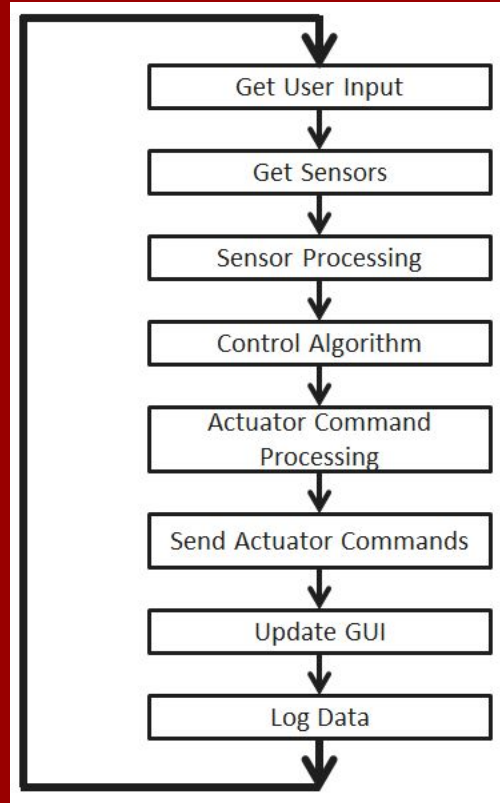 Get User Input
Get Sensors
Sensor Processing
Control Algorithm
Actuator Command
Processing
Send Actuator Commands
Update GUI
Log Data